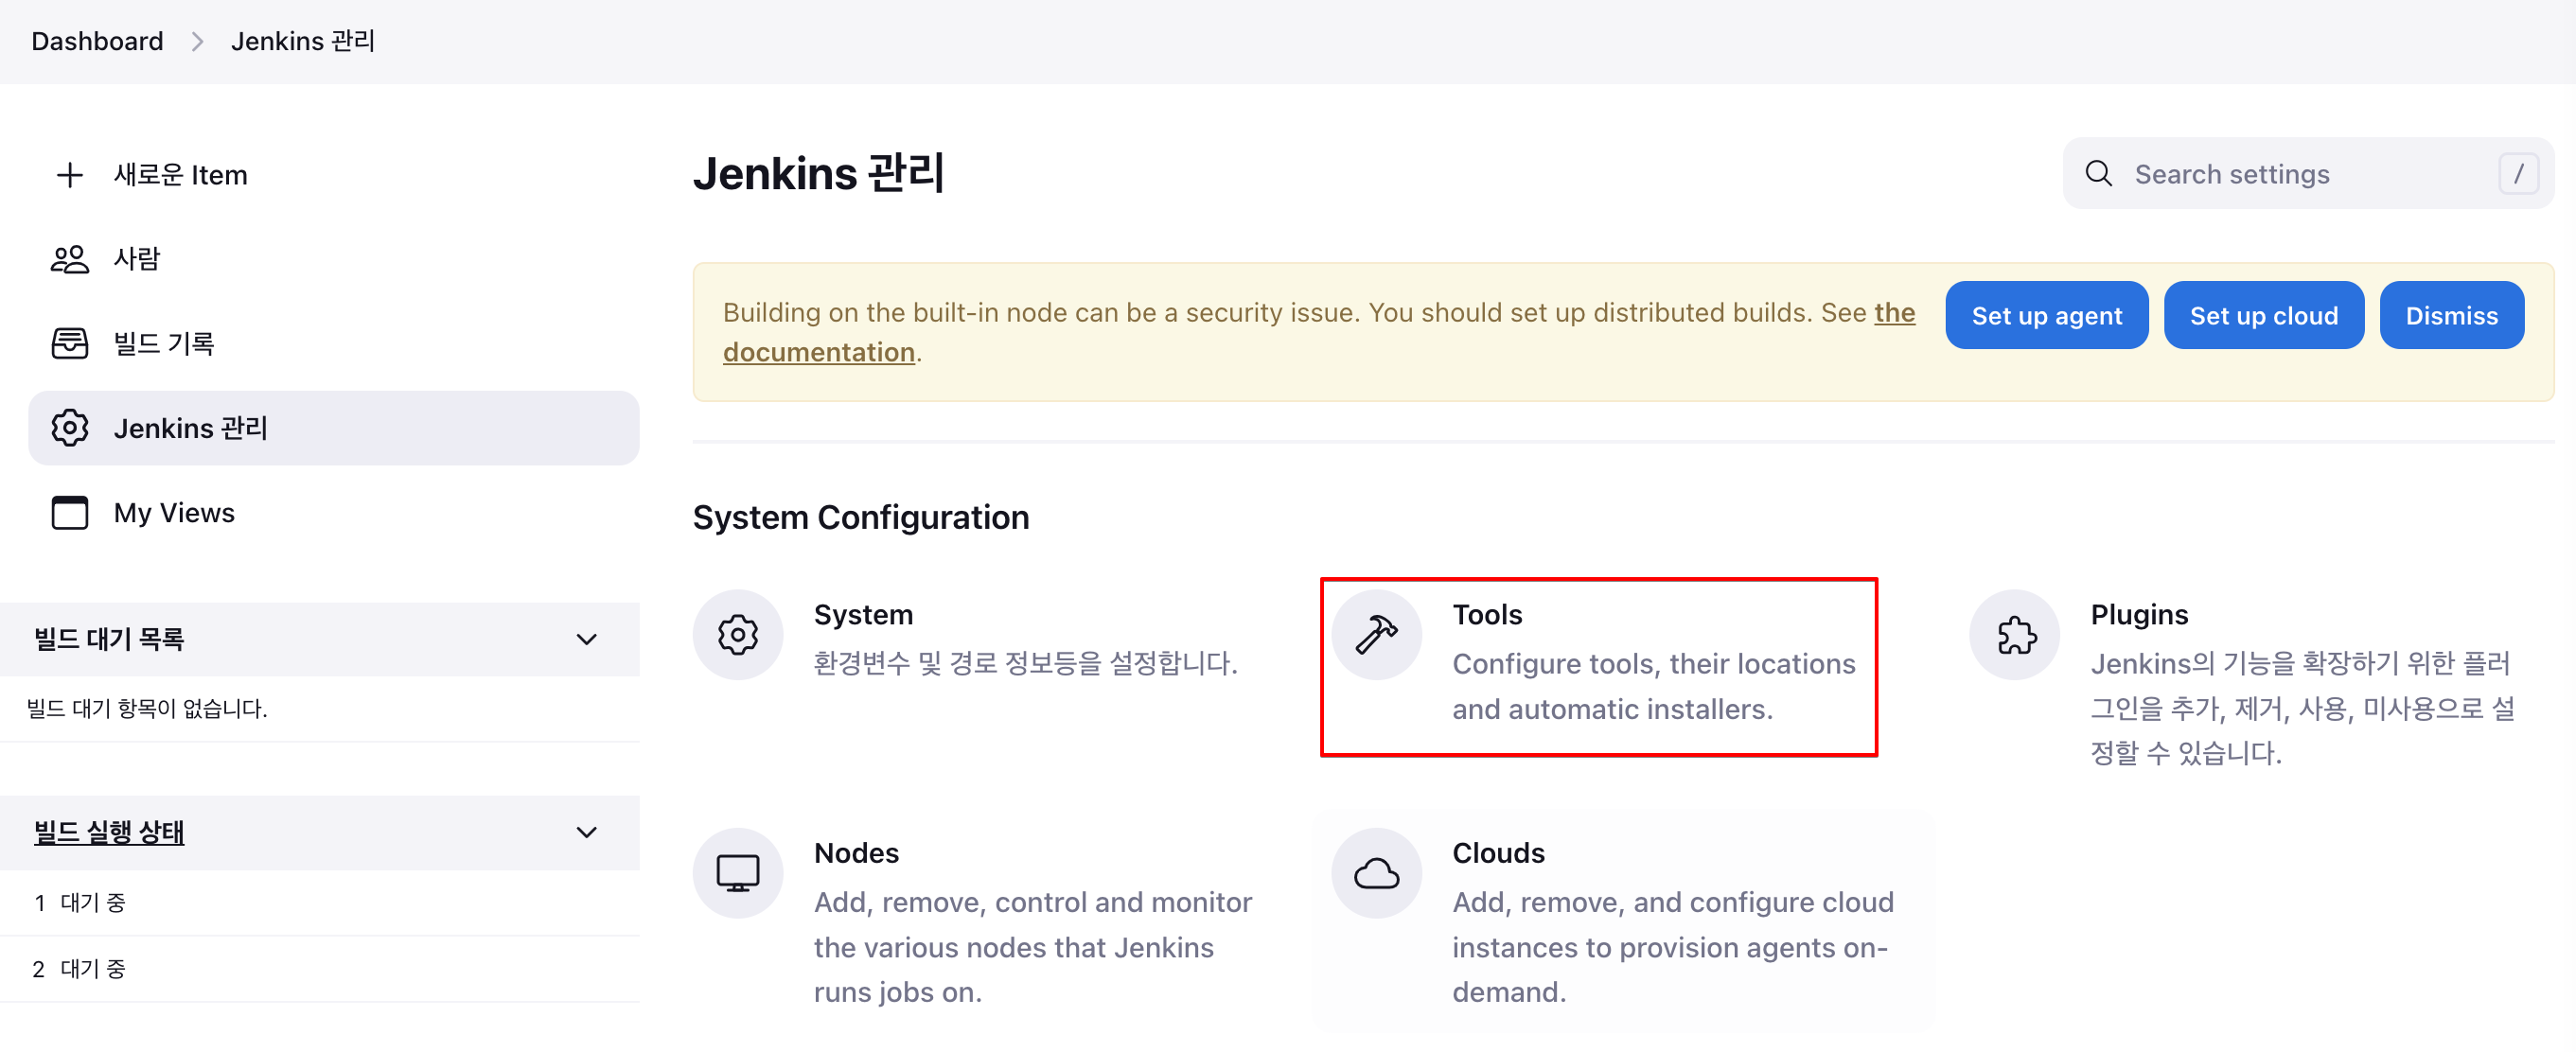 Dashboard > Jenkins 관리
새로운 Item
사람
빌드 기록
Jenkins 관리
My Views
빌드 대기 목록
빌드 대기 항목이 없습니다.
빌드 실행 상태
1 대기 중
2 대기 중
Jenkins 관리
Search settings /
Building on the built-in node can be a security issue. You should set up distributed builds. See the
documentation.
Set up agent
Set up cloud
Dismiss
System Configuration
System
환경변수 및 경로 정보등을 설정합니다.
Tools
Configure tools, their locations
and automatic installers.
Plugins
Jenkins의 기능을 확장하기 위한 플러
그인을 추가, 제거, 사용, 미사용으로 설
정할 수 있습니다.
Nodes
Add, remove, control and monitor
the various nodes that Jenkins
runs jobs on.
Clouds
Add, remove, and configure cloud
instances to provision agents on-
demand.